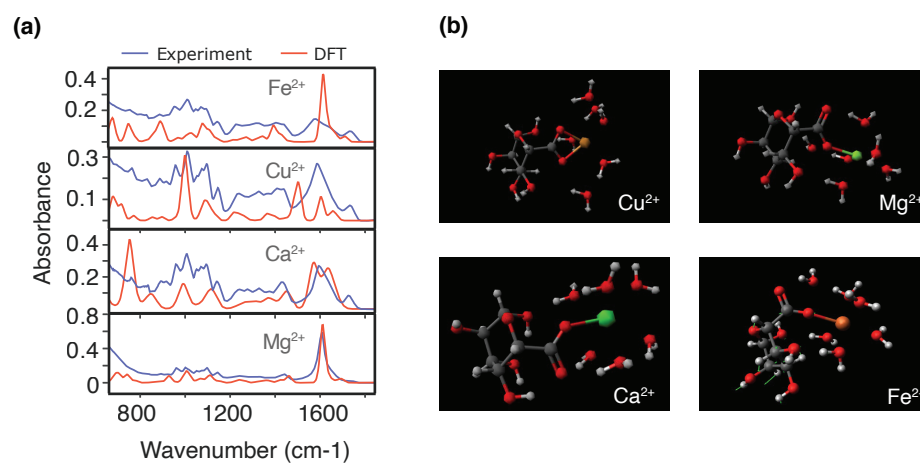 (a)
Experiment DFT
0.4
0.2
Fe²⁺
0.3
0.1
Cu²⁺
0.4
0.2
0
Ca²⁺
0.8
0.4
0
Mg²⁺
Absorbance
800 1200 1600
Wavenumber (cm-1)
(b)
Cu²⁺
Mg²⁺
Ca²⁺